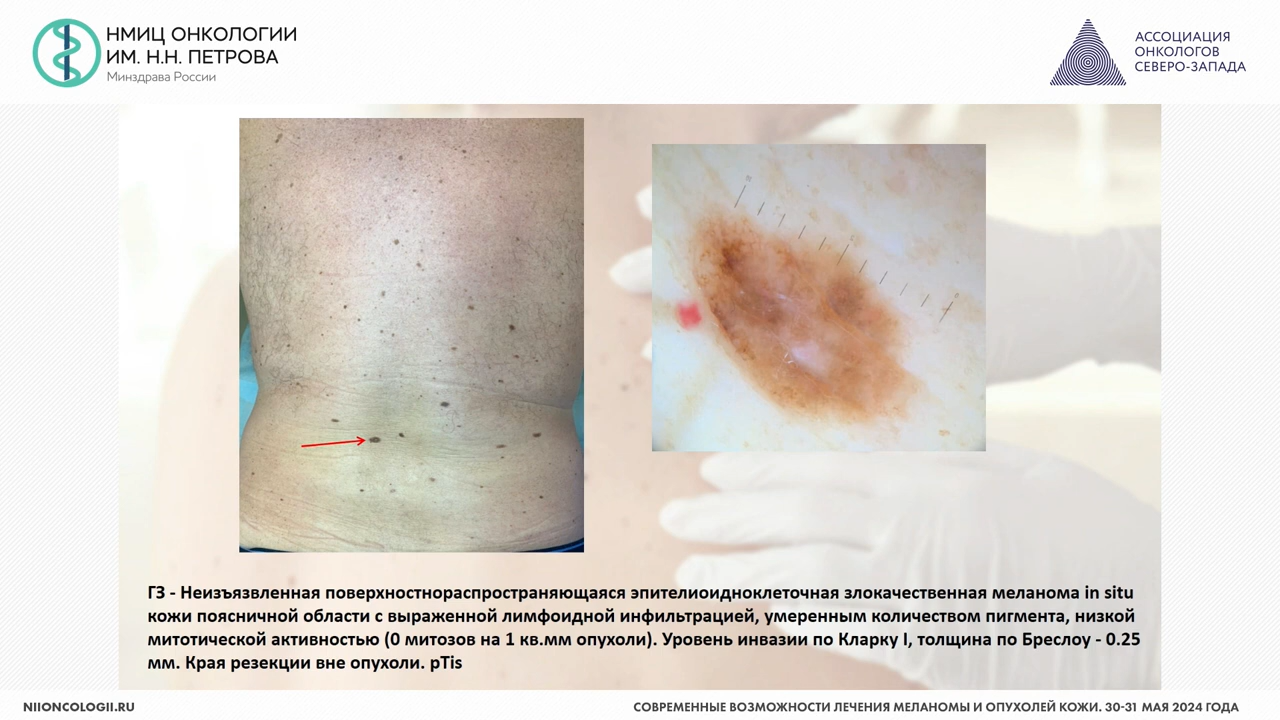 НМИЦ ОНКОЛОГИИ
ИМ. Н.Н. ПЕТРОВА
Минздрава России
АССОЦИАЦИЯ
ОНКОЛОГОВ
СЕВЕРО-ЗАПАДА
ГЗ - Неизъязвленная поверхностнораспространяющаяся эпителиоидноклеточная злокачественная меланома in situ
кожи поясничной области с выраженной лимфоидной инфильтрацией, умеренным количеством пигмента, низкой
митотической активностью (0 митозов на 1 кв.мм опухоли). Уровень инвазии по Кларку I, толщина по Бреслоу - 0.25
мм. Края резекции вне опухоли. pTis
NIIONCOLOGII.RU
СОВРЕМЕННЫЕ ВОЗМОЖНОСТИ ЛЕЧЕНИЯ МЕЛАНОМЫ И ОПУХОЛЕЙ КОЖИ. 30-31 МАЯ 2024 ГОДА